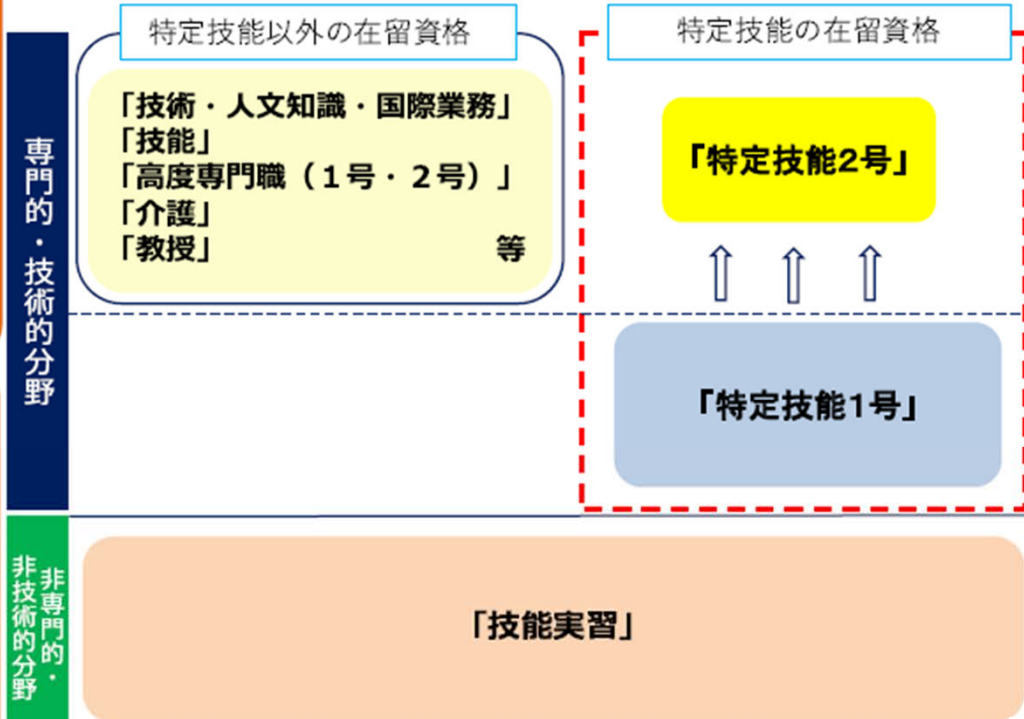 特定技能以外の在留資格
特定技能の在留資格
専門的・技術的分野
「技術・人文知識・国際業務」
「技能」
「高度専門職（１号・２号）」
「介護」
「教授」 等
「特定技能２号」
「特定技能１号」
非専門的・
非技術的分野
「技能実習」